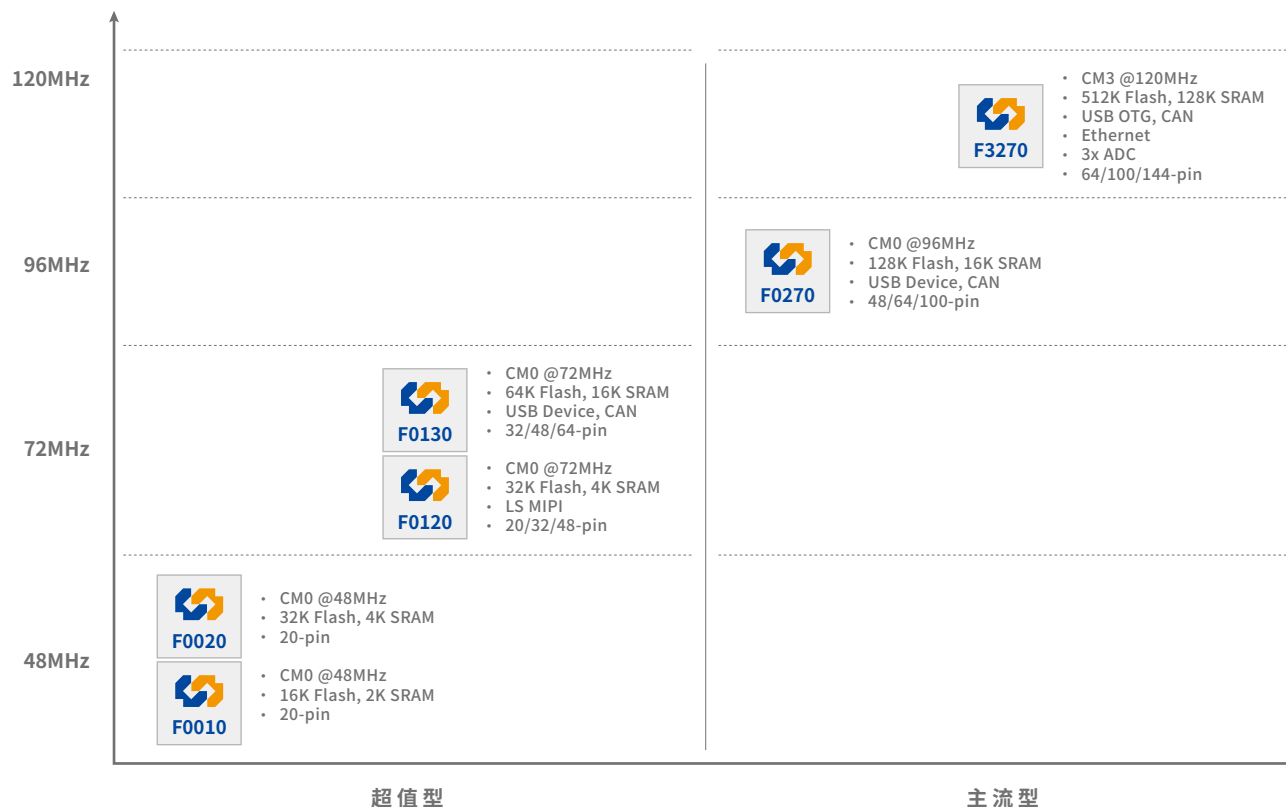 120MHz
F3270
• CM3 @120MHz
• 512K Flash, 128K SRAM
• USB OTG, CAN
• Ethernet
• 3x ADC
• 64/100/144-pin
96MHz
F0270
• CM0 @96MHz
• 128K Flash, 16K SRAM
• USB Device, CAN
• 48/64/100-pin
72MHz
F0130
• CM0 @72MHz
• 64K Flash, 16K SRAM
• USB Device, CAN
• 32/48/64-pin
F0120
• CM0 @72MHz
• 32K Flash, 4K SRAM
• LS MIPI
• 20/32/48-pin
48MHz
F0020
• CM0 @48MHz
• 32K Flash, 4K SRAM
• 20-pin
F0010
• CM0 @48MHz
• 16K Flash, 2K SRAM
• 20-pin
超值型
主流型